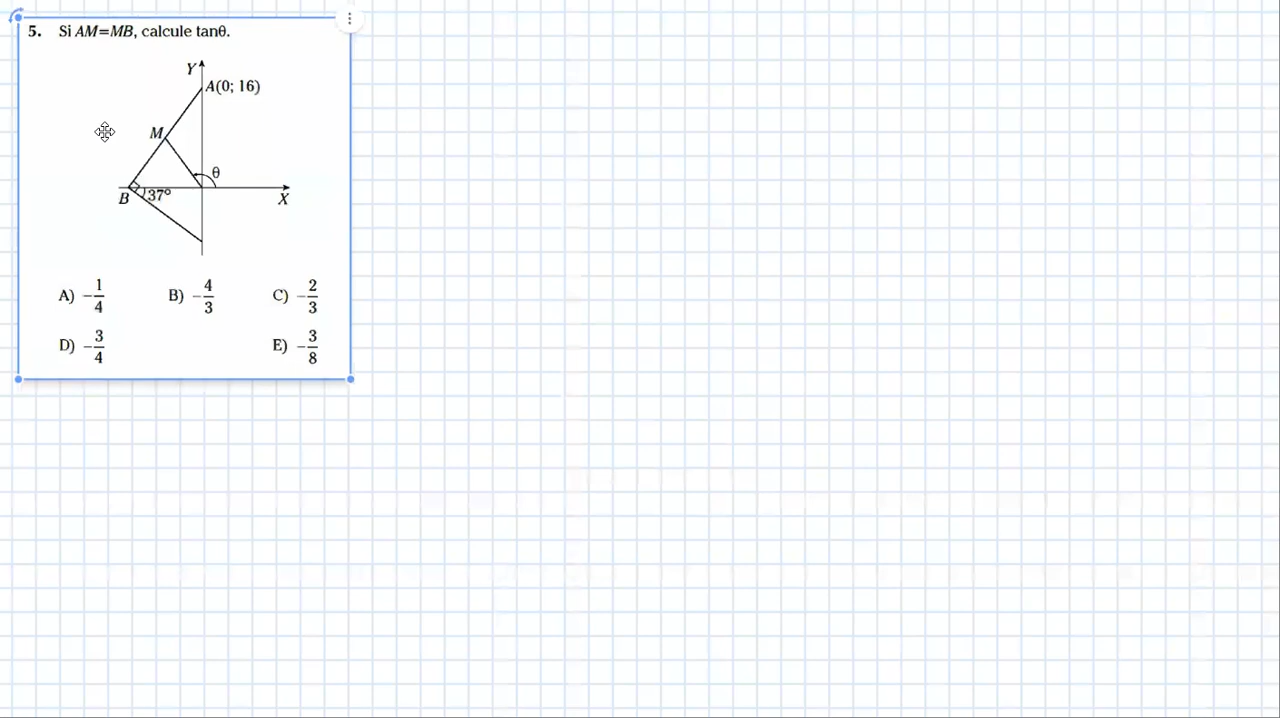 5. Si AM=MB, calcule tanθ.
Y
A(0; 16)
M
θ
B 37° X
A) -1/4 B) -4/3 C) -2/3
D) -3/4 E) -3/8